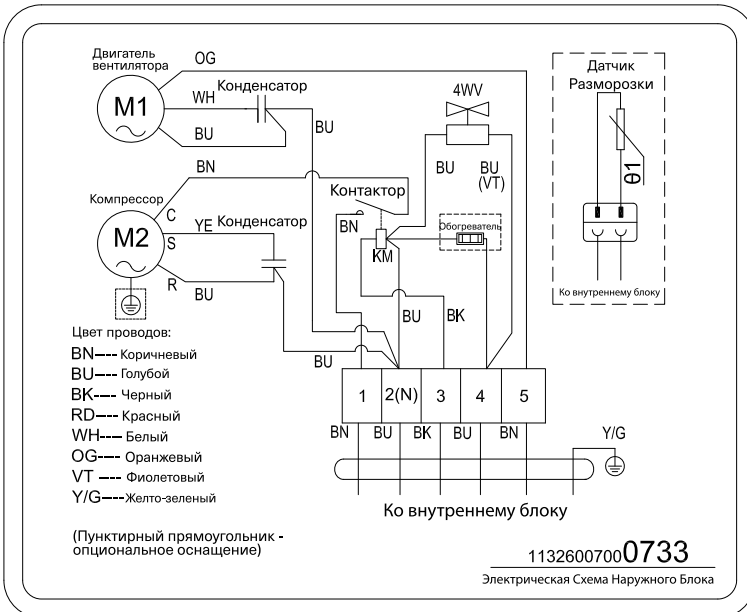 Двигатель
вентилятора
OG
M1
WH
Конденсатор
BU
BU
BN
Компрессор
C
YE
Конденсатор
M2
S
R
BU
BU
4WV
BU
BU
(VT)
Контактор
BN
Обогреватель
KM
BU
BK
Датчик
Разморозки
θ1
Ко внутреннему блоку
Цвет проводов:
BN---- Коричневый
BU---- Голубой
BK---- Черный
RD---- Красный
WH---- Белый
OG---- Оранжевый
VT ---- Фиолетовый
Y/G----Желто-зеленый
(Пунктирный прямоугольник -
опциональное оснащение)
1 2(N) 3 4 5
BN BU BK BU BN Y/G
Ко внутреннему блоку
11326007000733
Электрическая Схема Наружного Блока